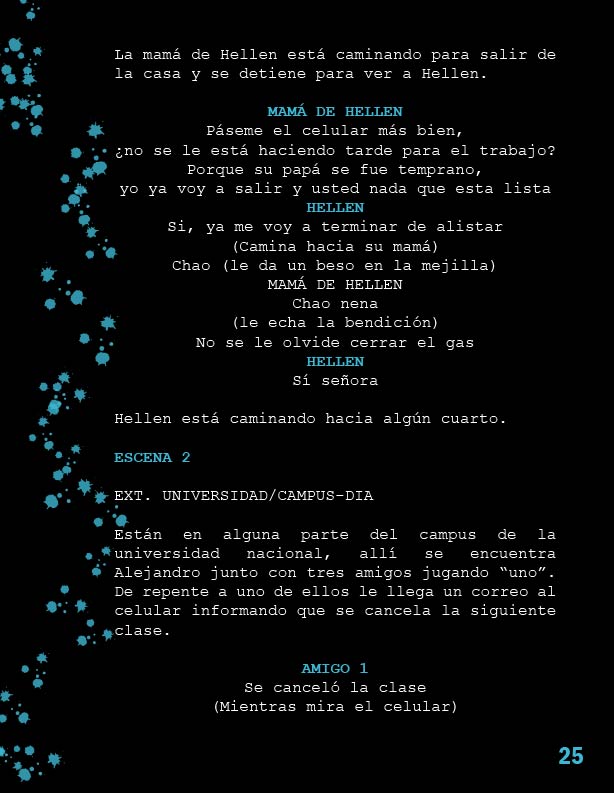 La mamá de Hellen está caminando para salir de
la casa y se detiene para ver a Hellen.
MAMÁ DE HELLEN
Páseme el celular más bien,
¿no se le está haciendo tarde para el trabajo?
Porque su papá se fue temprano,
yo ya voy a salir y usted nada que esta lista
HELLEN
Si, ya me voy a terminar de alistar
(Camina hacia su mamá)
Chao (le da un beso en la mejilla)
MAMÁ DE HELLEN
Chao nena
(le echa la bendición)
No se le olvide cerrar el gas
HELLEN
Sí señora
Hellen está caminando hacia algún cuarto.
ESCENA 2
EXT. UNIVERSIDAD/CAMPUS-DIA
Están en alguna parte del campus de la
universidad nacional, allí se encuentra
Alejandro junto con tres amigos jugando “uno”.
De repente a uno de ellos le llega un correo al
celular informando que se cancela la siguiente
clase.
AMIGO 1
Se canceló la clase
(Mientras mira el celular)
25